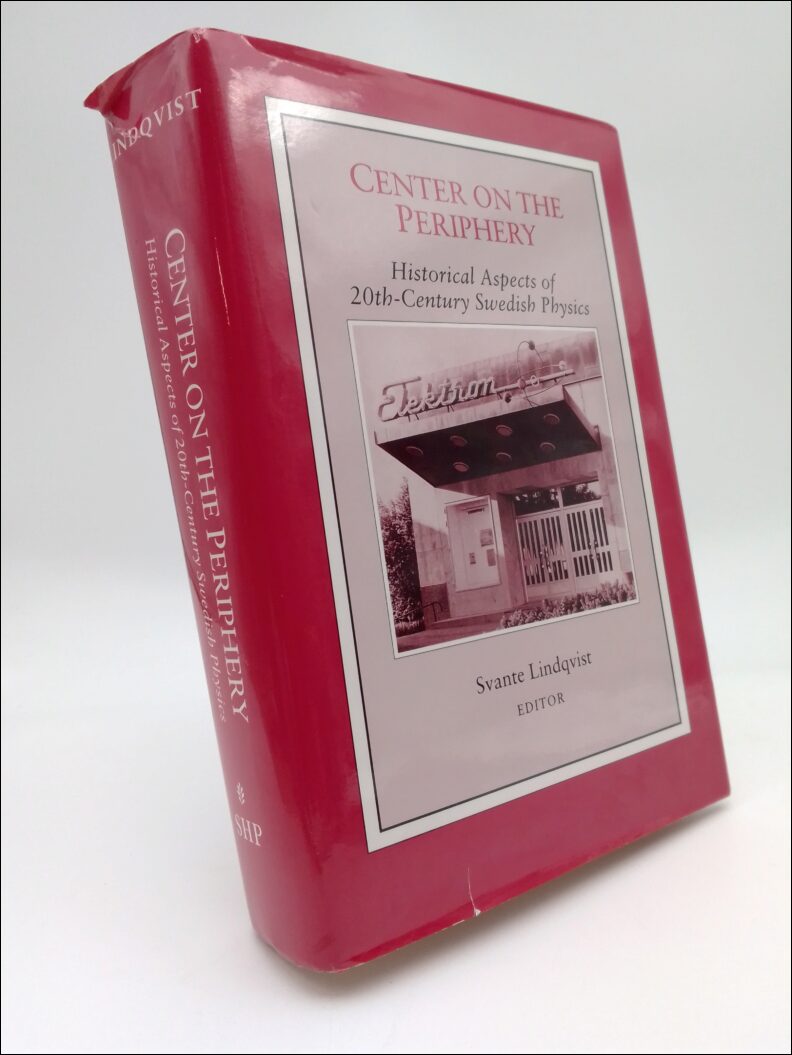 INDQVIST
CENTER ON THE PERIPHERY
Historical Aspects of 20th-Century Swedish Physics
SHP
CENTER ON THE
PERIPHERY
Historical Aspects of
20th-Century Swedish Physics
Elektron
Svante Lindqvist
EDITOR